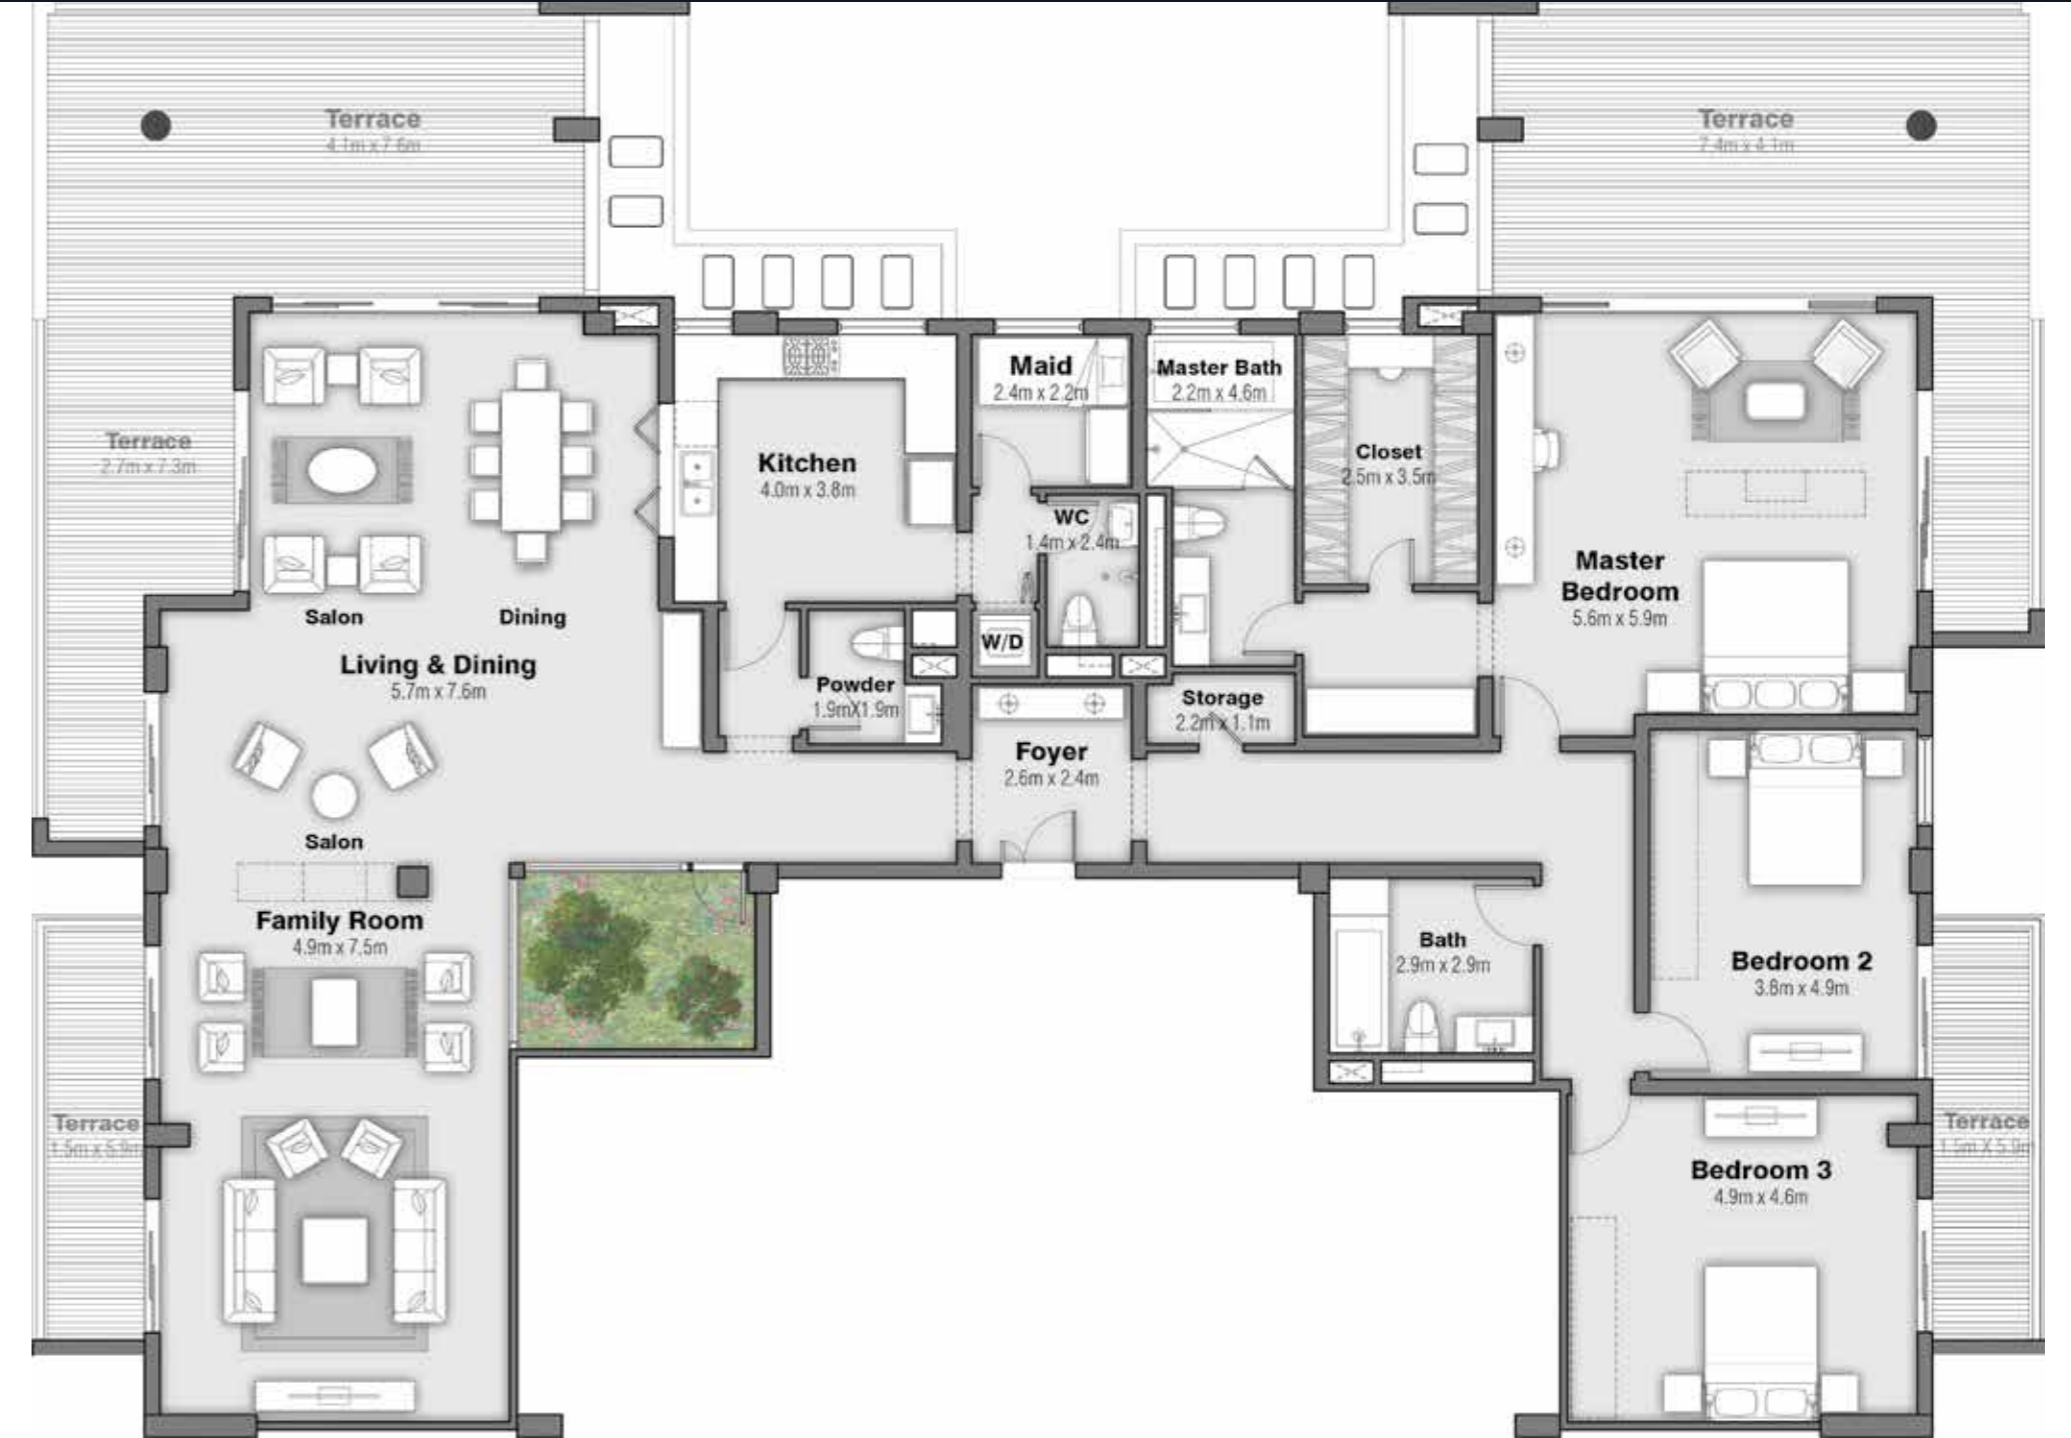 Terrace
4.1m x 7.6m
Terrace
7.4m x 4.1m
Maid
2.4m x 2.2m
Master Bath
2.2m x 4.6m
Terrace
2.7m x 7.3m
Kitchen
4.0m x 3.8m
Closet
2.5m x 3.5m
WC
1.4m x 2.4m
Master
Bedroom
5.6m x 5.9m
Salon
Dining
W/D
Living & Dining
5.7m x 7.6m
Powder
1.9mX1.9m
Storage
2.2m x 1.1m
Foyer
2.6m x 2.4m
Salon
Family Room
4.9m x 7.5m
Bath
2.9m x 2.9m
Bedroom 2
3.8m x 4.9m
Terrace
1.5m x 5.9m
Terrace
1.5m X 5.9m
Bedroom 3
4.9m x 4.6m